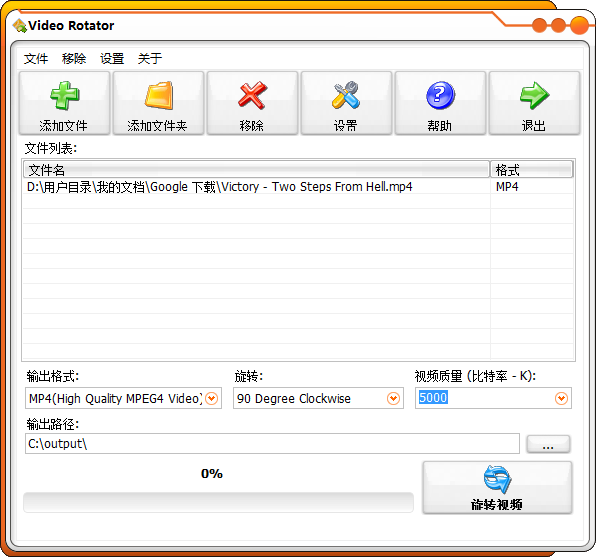 Video Rotator
文件 移除 设置 关于
添加文件 添加文件夹 移除 设置 帮助 退出
文件列表:
文件名 格式
D:\用户目录\我的文档\Google 下载\Victory - Two Steps From Hell.mp4 MP4
输出格式: 旋转: 视频质量 (比特率 - K):
MP4(High Quality MPEG4 Video) 90 Degree Clockwise 5000
输出路径:
C:\output\ ...
0%
旋转视频